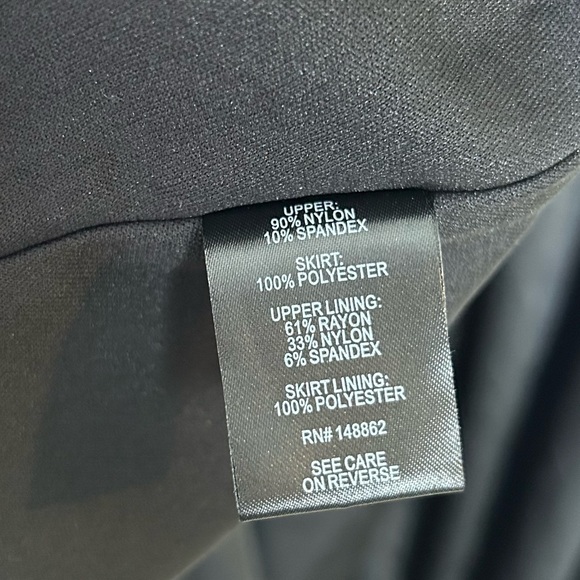 UPPER:
90% NYLON
10% SPANDEX
SKIRT:
100% POLYESTER
UPPER LINING:
61% RAYON
33% NYLON
6% SPANDEX
SKIRT LINING:
100% POLYESTER
RN# 148862
SEE CARE
ON REVERSE